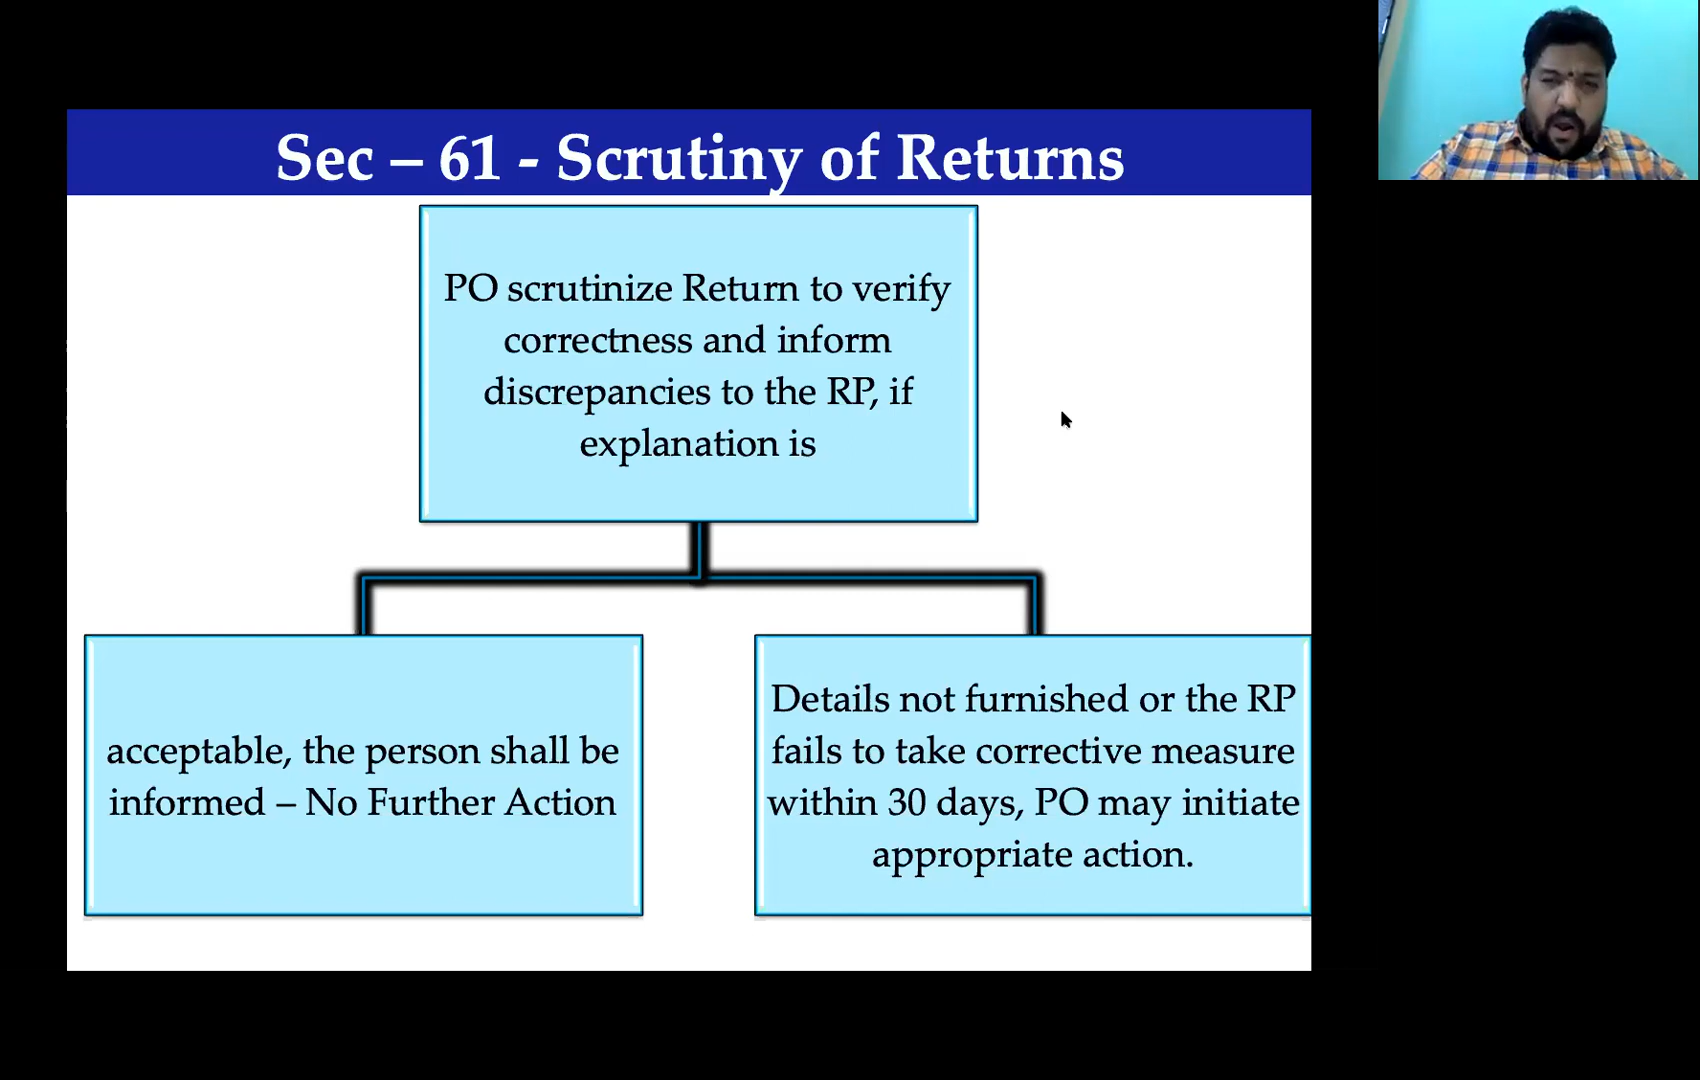 Sec – 61 - Scrutiny of Returns
PO scrutinize Return to verify
correctness and inform
discrepancies to the RP, if
explanation is
acceptable, the person shall be
informed – No Further Action
Details not furnished or the RP
fails to take corrective measure
within 30 days, PO may initiate
appropriate action.